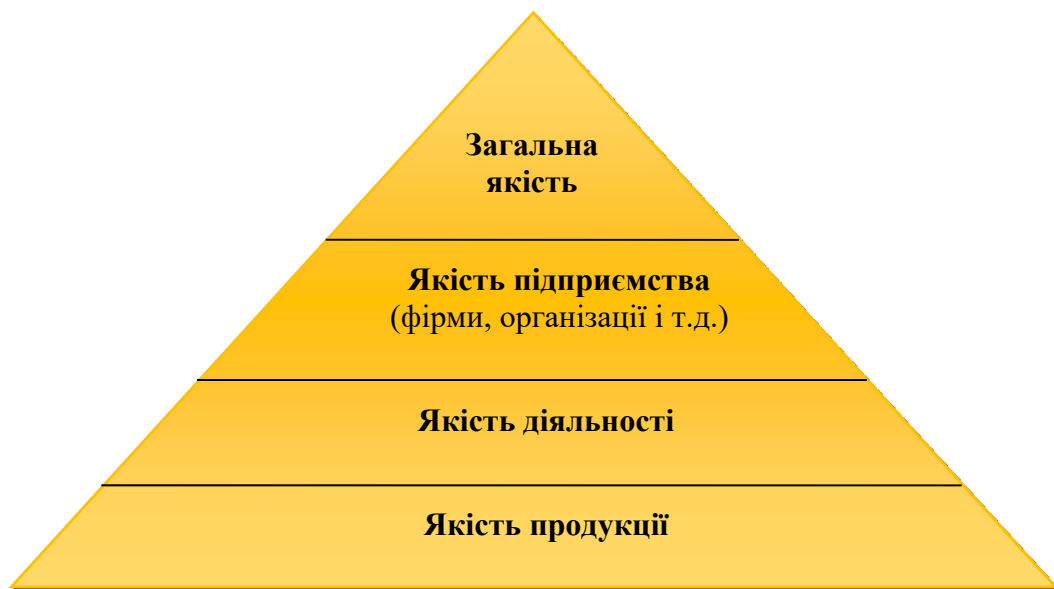 Загальна
якість
Якість підприємства
(фірми, організації і т.д.)
Якість діяльності
Якість продукції